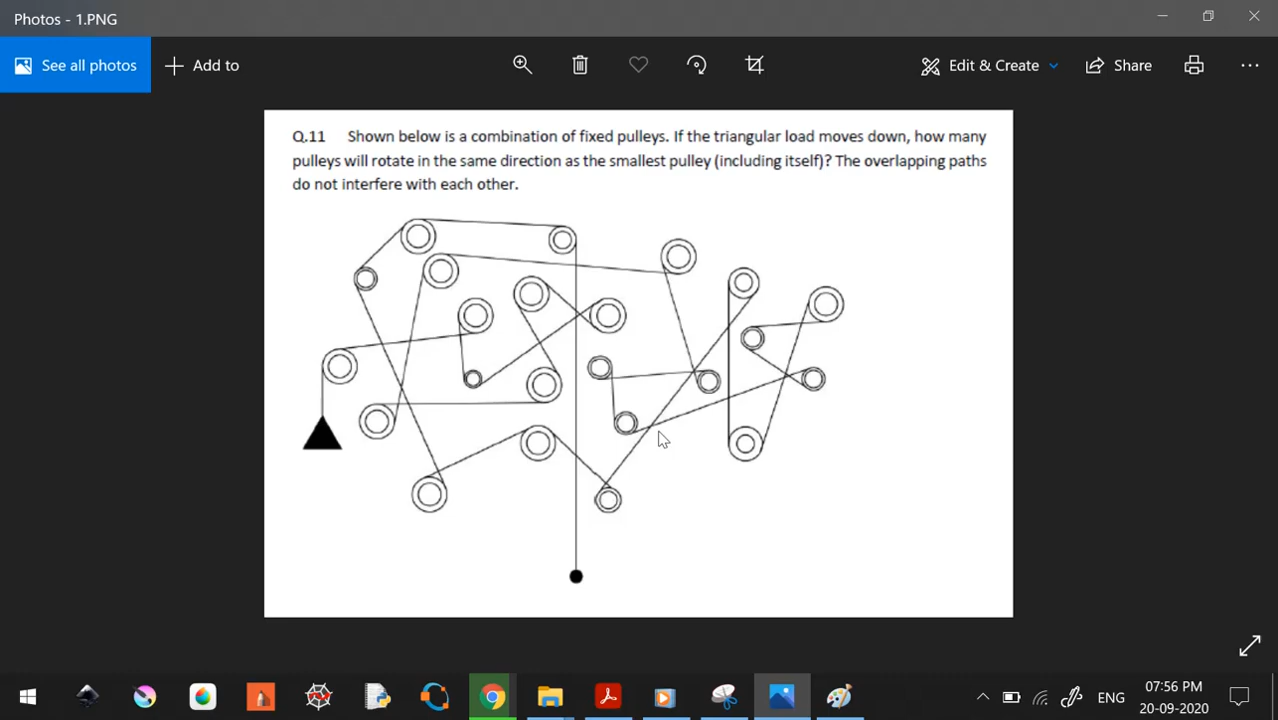 Photos - 1.PNG
See all photos
Add to
Edit & Create
Share
Q.11 Shown below is a combination of fixed pulleys. If the triangular load moves down, how many
pulleys will rotate in the same direction as the smallest pulley (including itself)? The overlapping paths
do not interfere with each other.
ENG
07:56 PM
20-09-2020